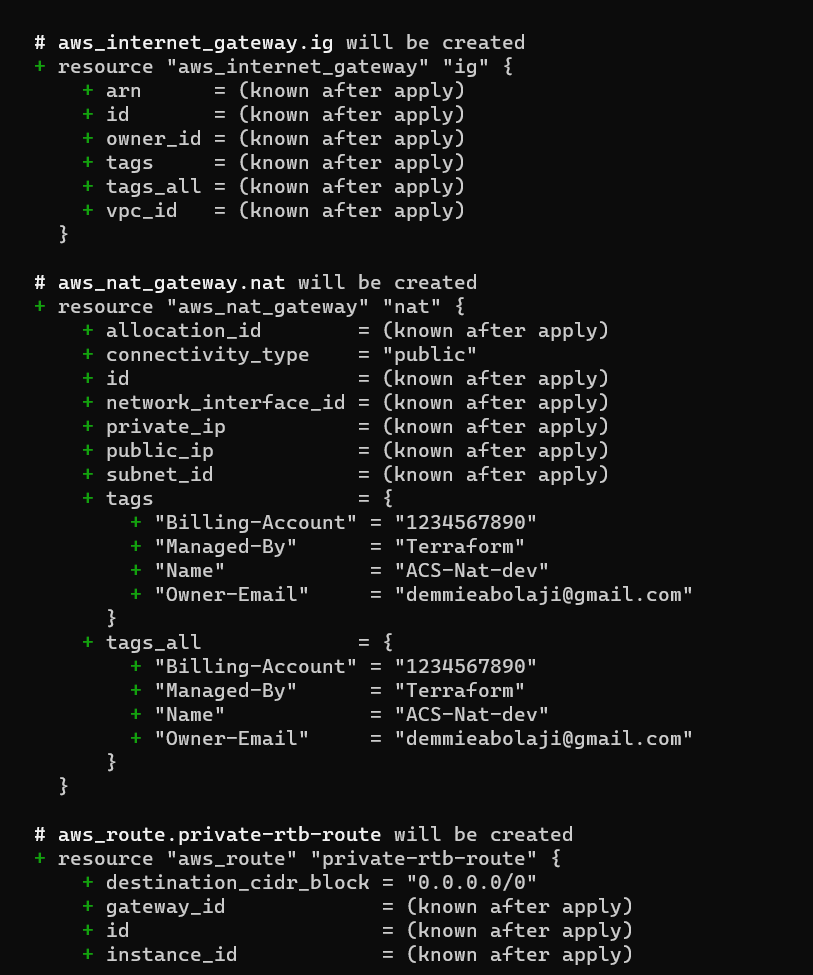 # aws_internet_gateway.ig will be created
+ resource "aws_internet_gateway" "ig" {
    + arn      = (known after apply)
    + id       = (known after apply)
    + owner_id = (known after apply)
    + tags     = (known after apply)
    + tags_all = (known after apply)
    + vpc_id   = (known after apply)
  }

# aws_nat_gateway.nat will be created
+ resource "aws_nat_gateway" "nat" {
    + allocation_id        = (known after apply)
    + connectivity_type    = "public"
    + id                   = (known after apply)
    + network_interface_id = (known after apply)
    + private_ip           = (known after apply)
    + public_ip            = (known after apply)
    + subnet_id            = (known after apply)
    + tags                 = {
        + "Billing-Account" = "1234567890"
        + "Managed-By"      = "Terraform"
        + "Name"            = "ACS-Nat-dev"
        + "Owner-Email"     = "demmieabolaji@gmail.com"
      }
    + tags_all             = {
        + "Billing-Account" = "1234567890"
        + "Managed-By"      = "Terraform"
        + "Name"            = "ACS-Nat-dev"
        + "Owner-Email"     = "demmieabolaji@gmail.com"
      }
  }

# aws_route.private-rtb-route will be created
+ resource "aws_route" "private-rtb-route" {
    + destination_cidr_block = "0.0.0.0/0"
    + gateway_id             = (known after apply)
    + id                     = (known after apply)
    + instance_id            = (known after apply)